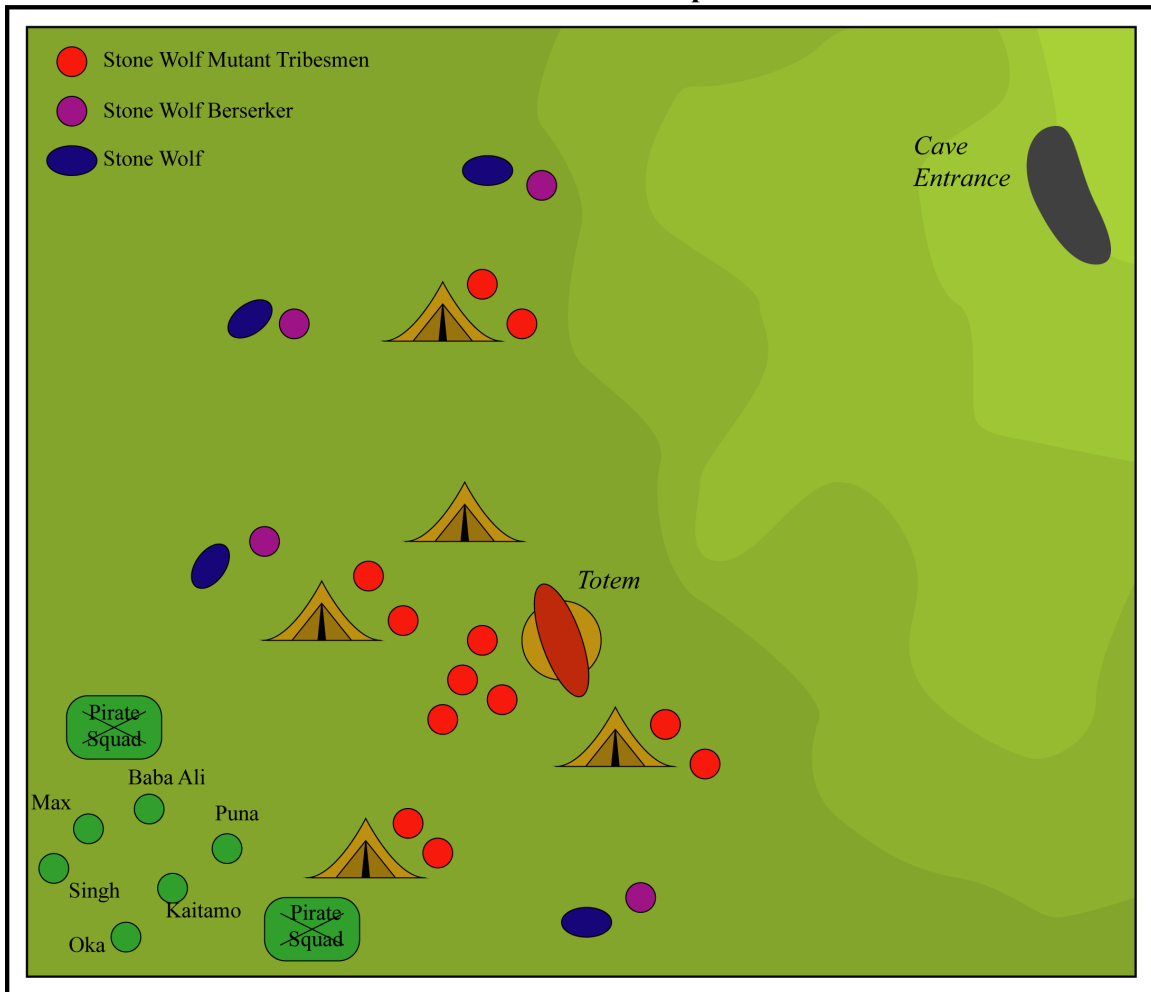 Stone Wolf Mutant Tribesmen
Stone Wolf Berserker
Stone Wolf
Cave
Entrance
Totem
Pirate
Squad
Baba Ali
Max
Puna
Singh
Kaitamo
Oka
Pirate
Squad